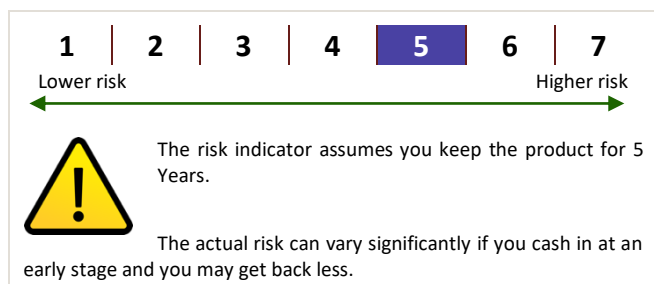 1 2 3 4 5 6 7
Lower risk Higher risk
The risk indicator assumes you keep the product for 5
Years.
The actual risk can vary significantly if you cash in at an
early stage and you may get back less.